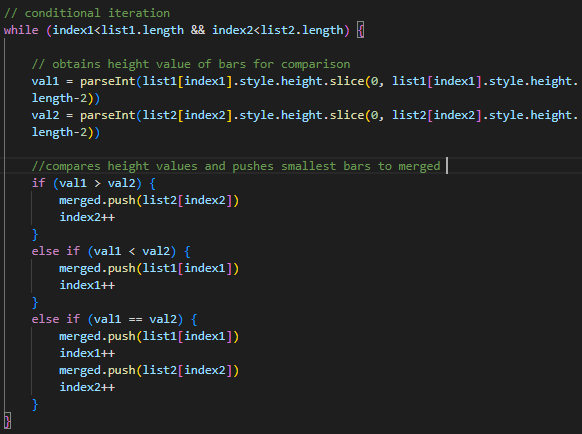 // conditional iteration
while (index1<list1.length && index2<list2.length) {
// obtains height value of bars for comparison
val1 = parseInt(list1[index1].style.height.slice(0, list1[index1].style.height.
length-2))
val2 = parseInt(list2[index2].style.height.slice(0, list2[index2].style.height.
length-2))
//compares height values and pushes smallest bars to merged
if (val1 > val2) {
merged.push(list2[index2])
index2++
}
else if (val1 < val2) {
merged.push(list1[index1])
index1++
}
else if (val1 == val2) {
merged.push(list1[index1])
index1++
merged.push(list2[index2])
index2++
}
}